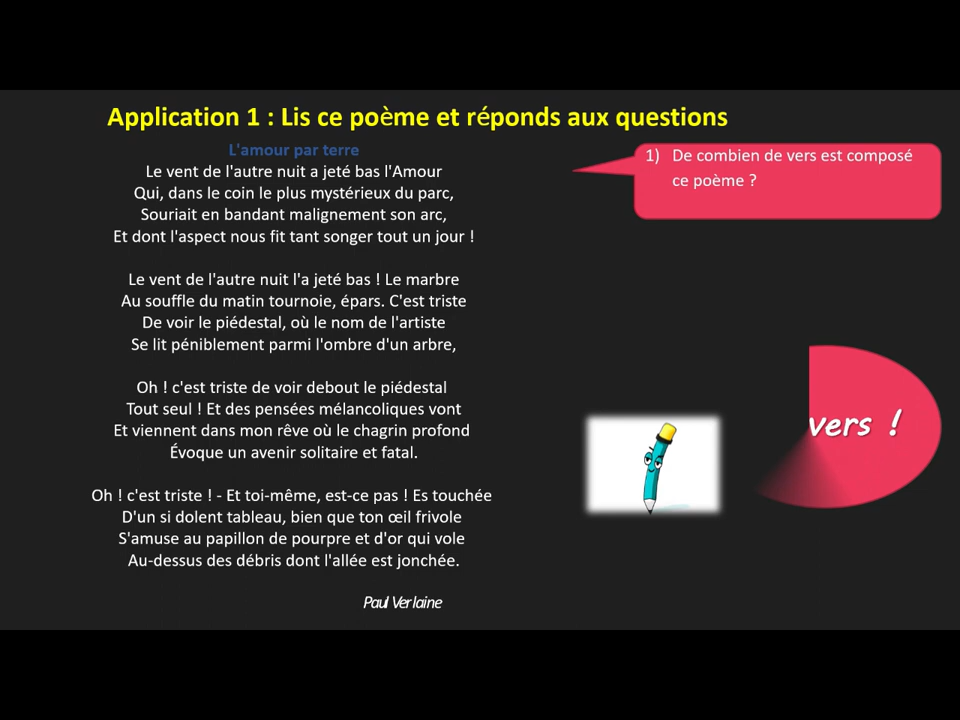 Application 1 : Lis ce poème et réponds aux questions
L'amour par terre
Le vent de l'autre nuit a jeté bas l'Amour
Qui, dans le coin le plus mystérieux du parc,
Souriait en bandant malignement son arc,
Et dont l'aspect nous fit tant songer tout un jour !
Le vent de l'autre nuit l'a jeté bas ! Le marbre
Au souffle du matin tournoie, épars. C'est triste
De voir le piédestal, où le nom de l'artiste
Se lit péniblement parmi l'ombre d'un arbre,
Oh ! c'est triste de voir debout le piédestal
Tout seul ! Et des pensées mélancoliques vont
Et viennent dans mon rêve où le chagrin profond
Évoque un avenir solitaire et fatal.
Oh ! c'est triste ! - Et toi-même, est-ce pas ! Es touchée
D'un si dolent tableau, bien que ton œil frivole
S'amuse au papillon de pourpre et d'or qui vole
Au-dessus des débris dont l'allée est jonchée.
Paul Verlaine
1) De combien de vers est composé
ce poème ?
vers !